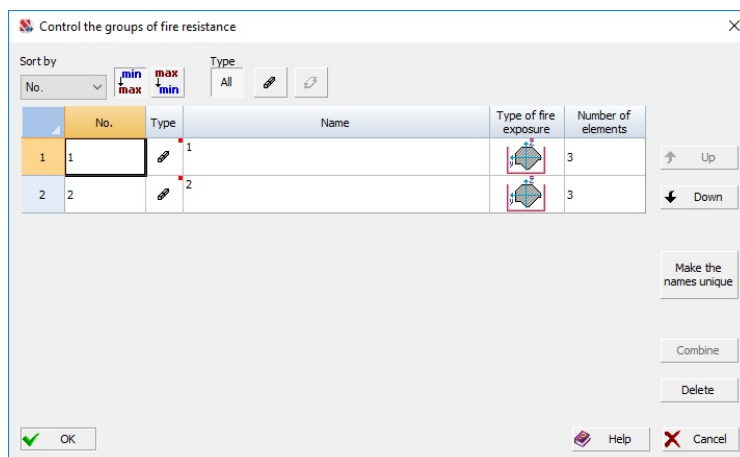 Control the groups of fire resistance
Sort by
No.
min
max
max
min
Type
All
No.
Type
Name
Type of fire
exposure
Number of
elements
1
1
1
3
2
2
2
3
Up
Down
Make the
names unique
Combine
Delete
OK
Help
Cancel